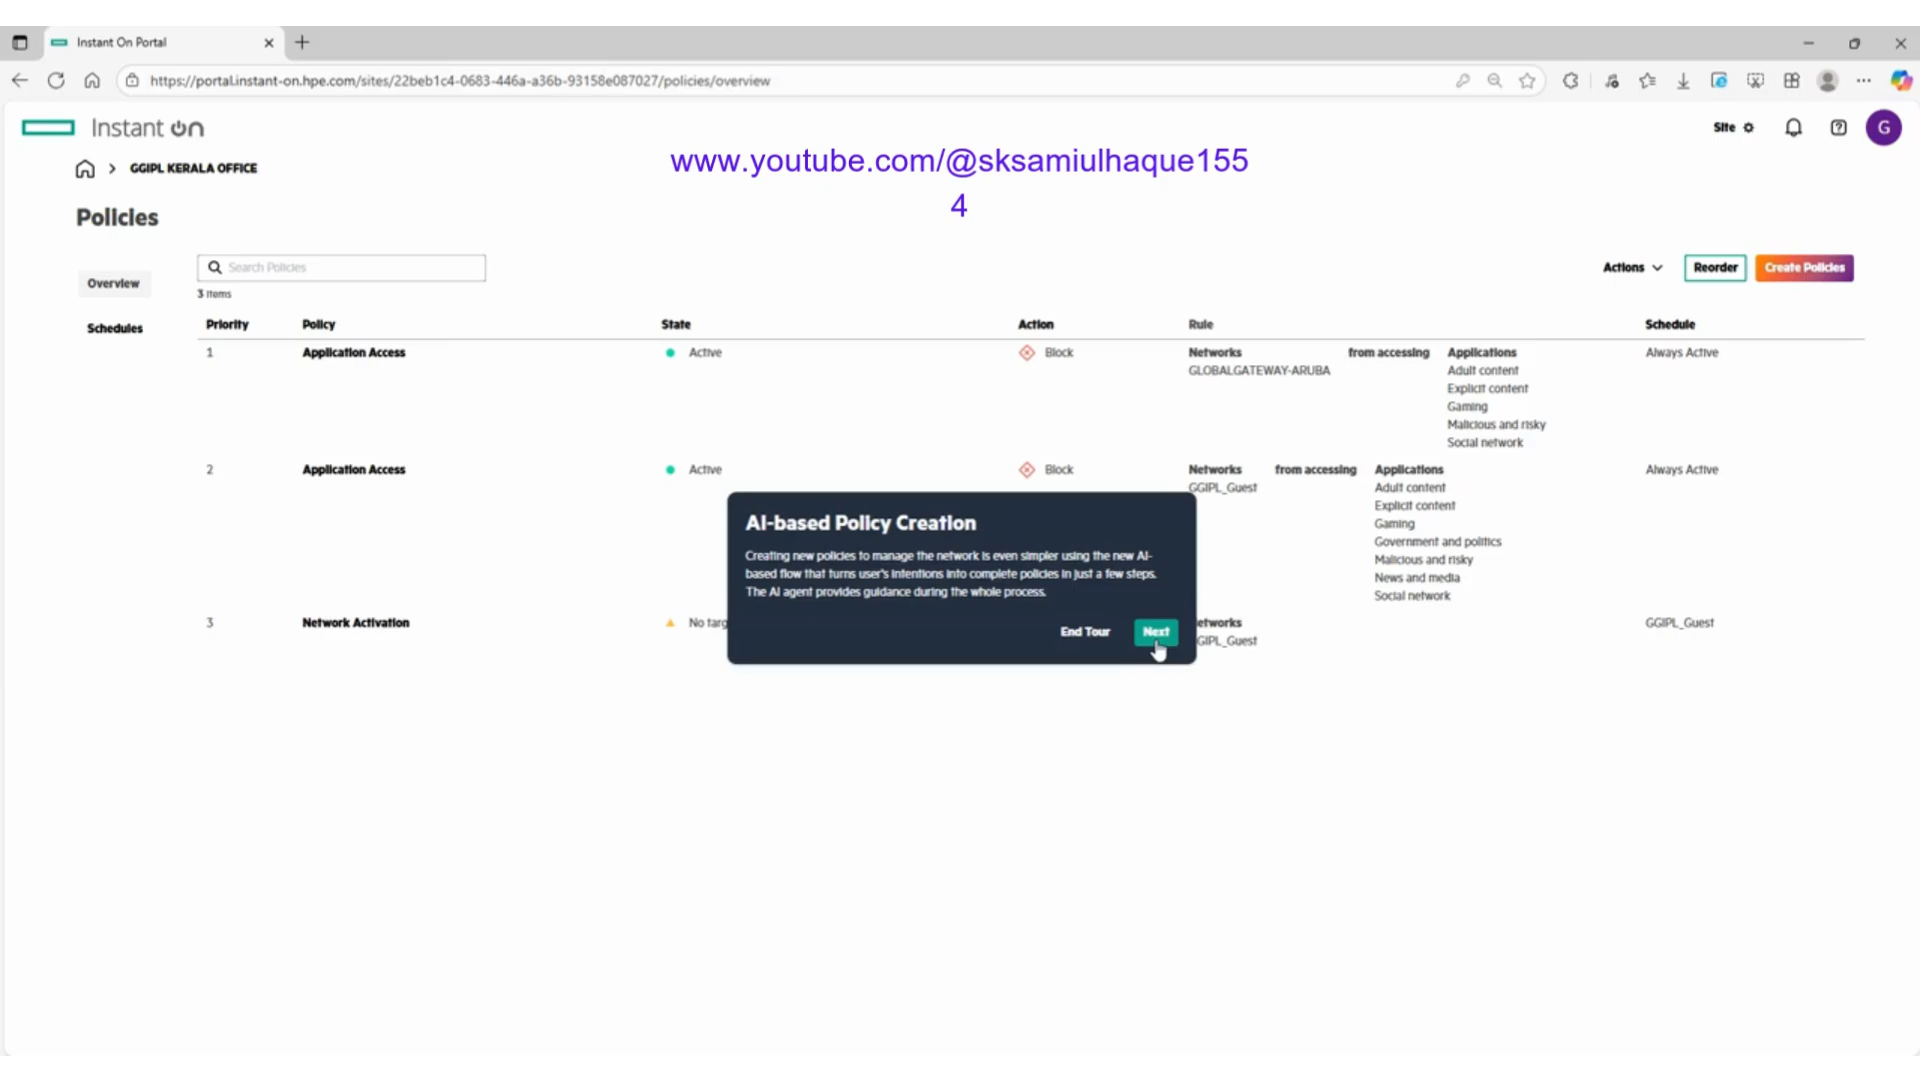 Instant On Portal
https://portal.instant-on.hpe.com/sites/22beb1c4-0683-446a-a36b-93158e087027/policies/overview
Instant On
Site
G
GGIPL KERALA OFFICE
www.youtube.com/@sksamiulhaque155
4
Policies
Overview
Schedules
Search Policies
3 items
Actions
Reorder
Create Policies
Priority Policy State Action Rule Schedule
1 Application Access Active Block Networks from accessing Applications Always Active
GLOBALGATEWAY-ARUBA Adult content
Explicit content
Gaming
Malicious and risky
Social network
2 Application Access Active Block Networks from accessing Applications Always Active
GGIPL_Guest Adult content
Explicit content
Gaming
Government and politics
Malicious and risky
News and media
Social network
3 Network Activation No targ etworks GGIPL_Guest
GIPL_Guest
AI-based Policy Creation
Creating new policies to manage the network is even simpler using the new AI-
based flow that turns user's intentions into complete policies in just a few steps.
The AI agent provides guidance during the whole process.
End Tour
Next